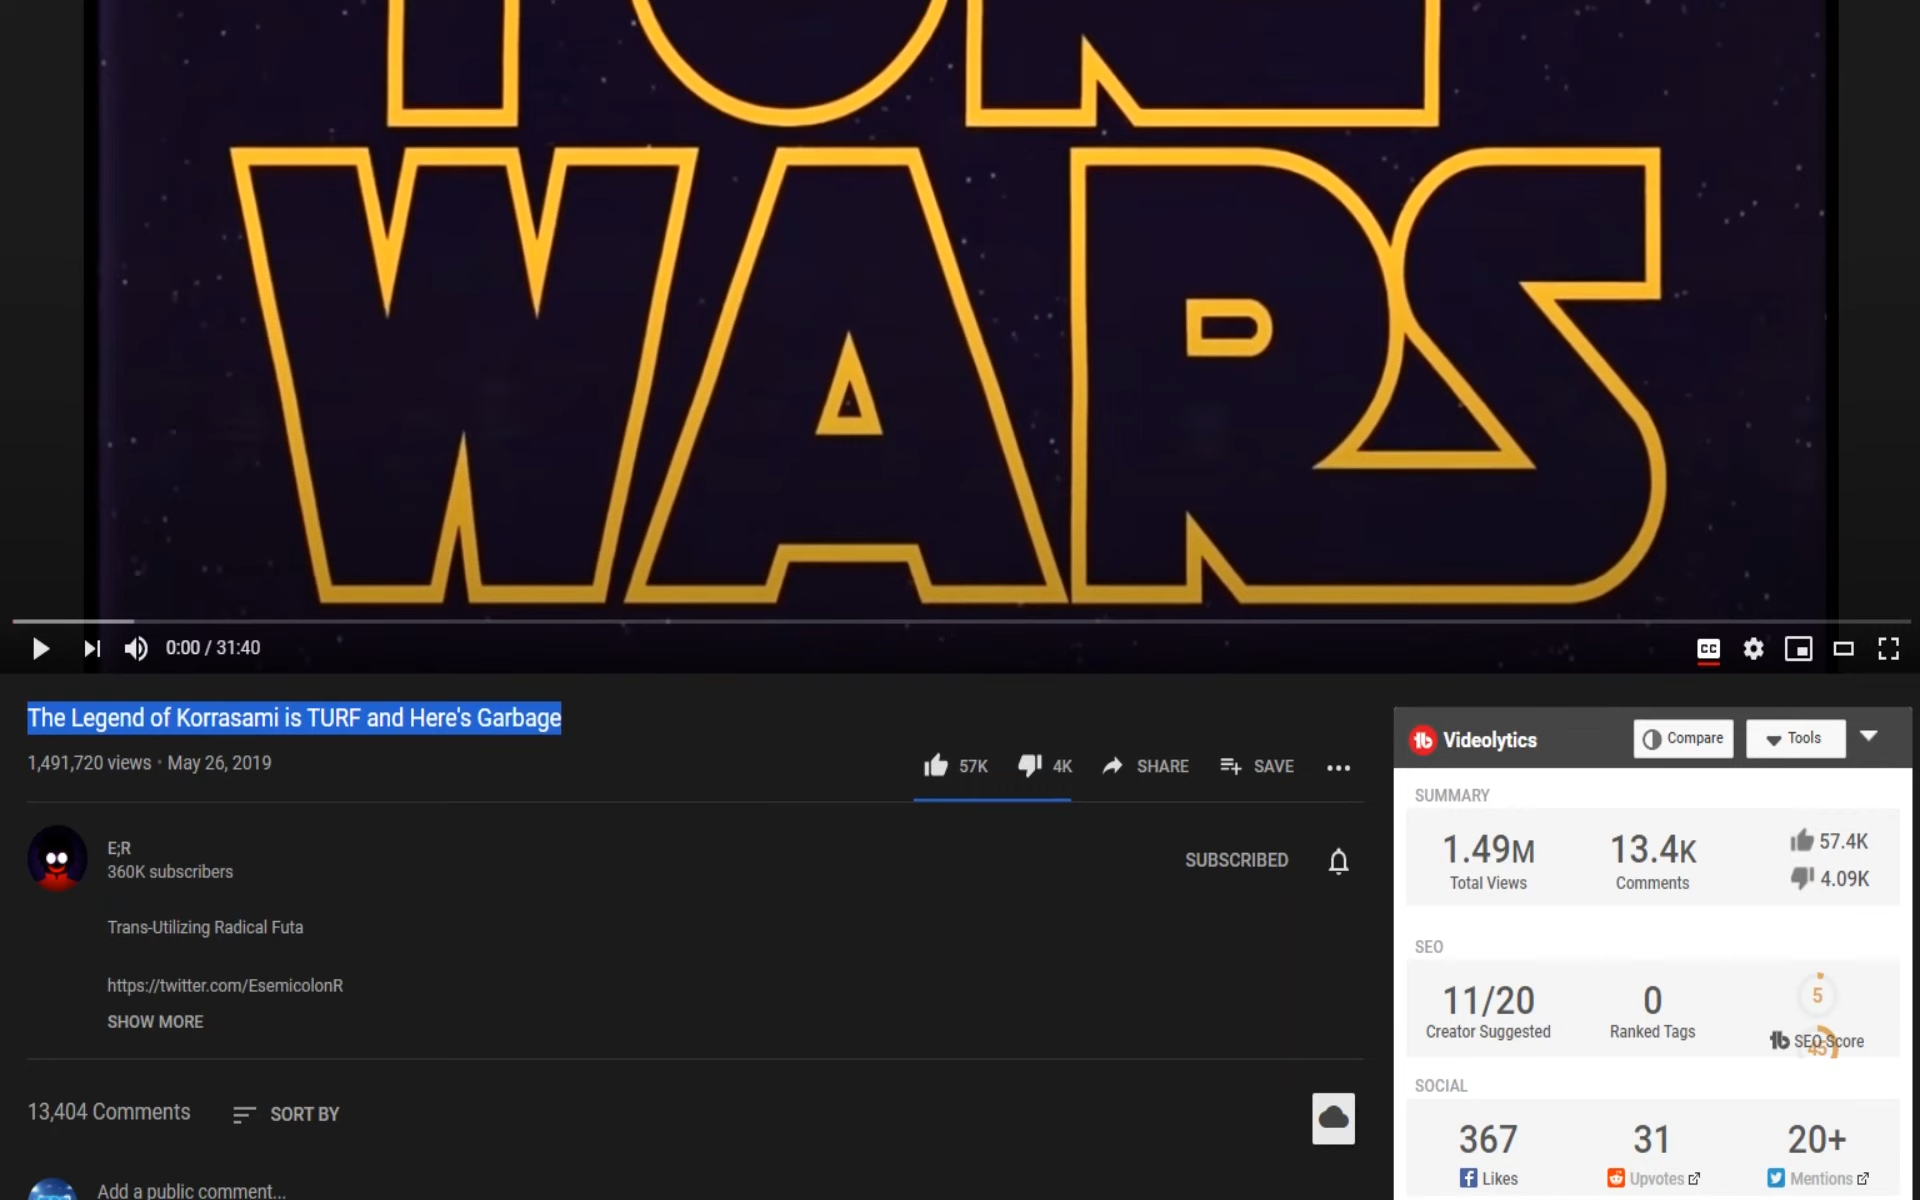 WARS
0:00 / 31:40
CC
The Legend of Korrasami is TURF and Here's Garbage
1,491,720 views • May 26, 2019
57K
4K
SHARE
SAVE
E;R
360K subscribers
SUBSCRIBED
Trans-Utilizing Radical Futa
https://twitter.com/EsemicolonR
SHOW MORE
13,404 Comments
SORT BY
Add a public comment...
Videolytics
Compare
Tools
SUMMARY
1.49M
Total Views
13.4K
Comments
57.4K
4.09K
SEO
11/20
Creator Suggested
0
Ranked Tags
5
45
SEO Score
SOCIAL
367
Likes
31
Upvotes
20+
Mentions